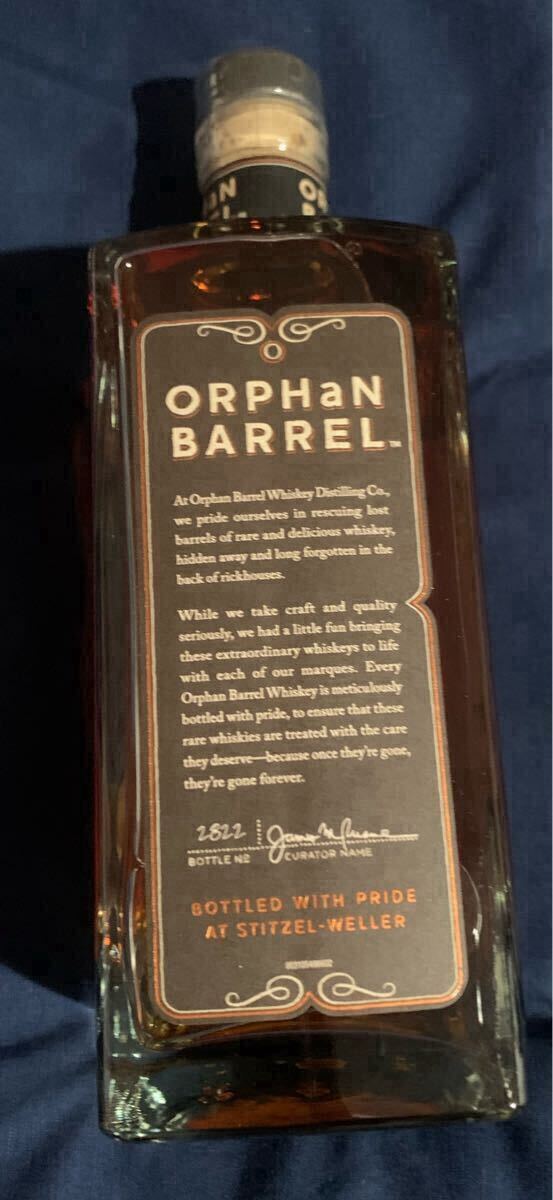 ORPHaN
BARREL™
At Orphan Barrel Whiskey Distilling Co.,
we pride ourselves in rescuing lost
barrels of rare and delicious whiskey,
hidden away and long forgotten in the
back of rickhouses.
While we take craft and quality
seriously, we had a little fun bringing
these extraordinary whiskeys to life
with each of our marques. Every
Orphan Barrel Whiskey is meticulously
bottled with pride, to ensure that these
rare whiskies are treated with the care
they deserve—because once they're gone,
they're gone forever.
2822
BOTTLE Nº CURATOR NAME
BOTTLED WITH PRIDE
AT STITZEL-WELLER